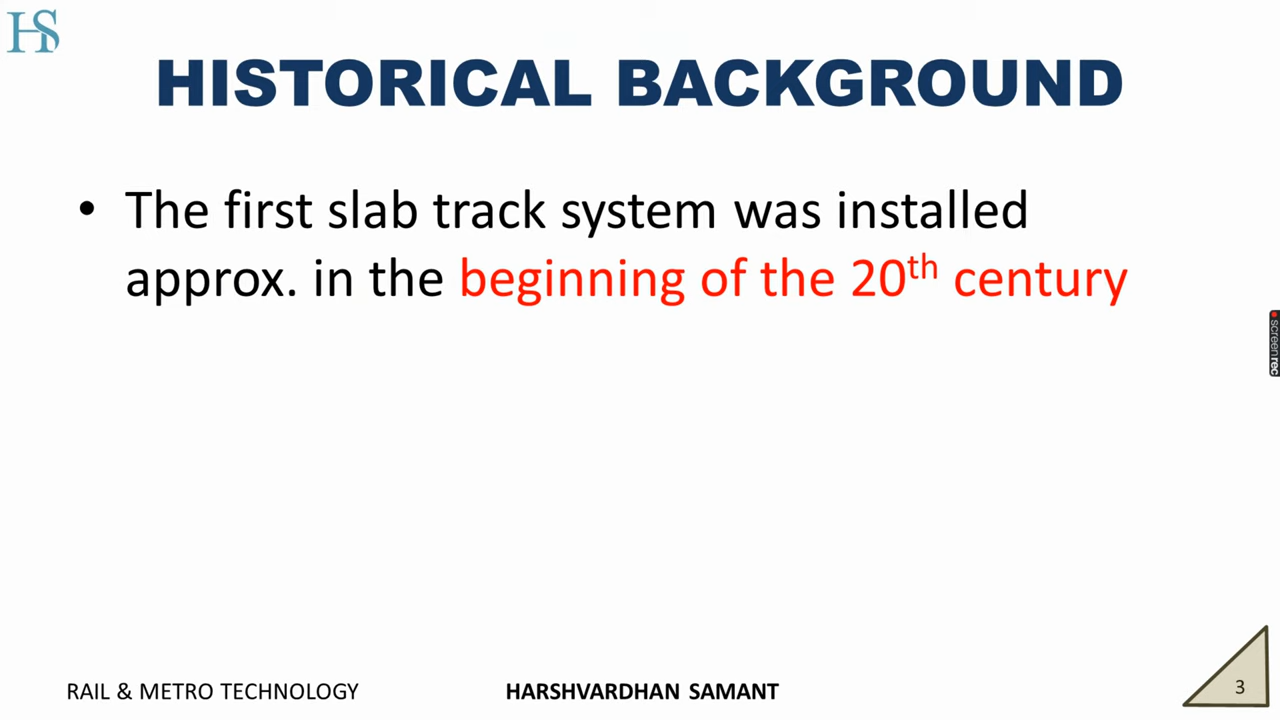 HS
HISTORICAL BACKGROUND
• The first slab track system was installed
approx. in the beginning of the 20th century
screenrec
RAIL & METRO TECHNOLOGY
HARSHVARDHAN SAMANT
3